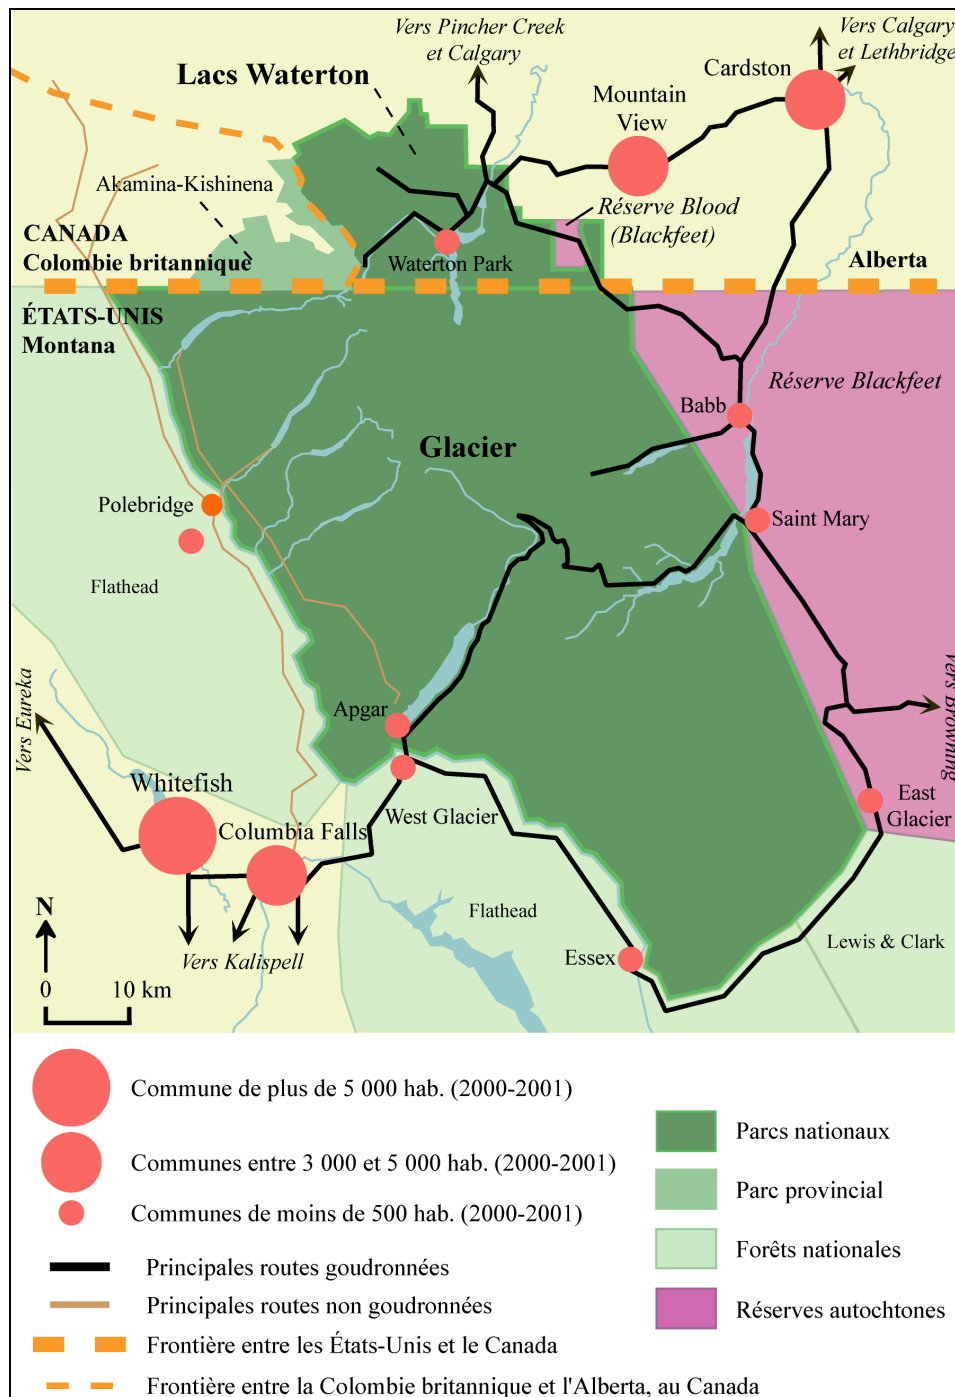 Vers Pincher Creek
et Calgary
Vers Calgary
et Lethbridge
Lacs Waterton
Cardston
Mountain
View
Akamina-Kishinena
Réserve Blood
(Blackfeet)
CANADA
Colombie britannique
Waterton Park
Alberta
ÉTATS-UNIS
Montana
Réserve Blackfeet
Babb
Glacier
Polebridge
Saint Mary
Flathead
Vers Eureka
Vers Browning
Apgar
Whitefish
East
Glacier
West Glacier
Columbia Falls
Flathead
N
Lewis & Clark
Essex
Vers Kalispell
0 10 km
Commune de plus de 5 000 hab. (2000-2001)
Communes entre 3 000 et 5 000 hab. (2000-2001)
Communes de moins de 500 hab. (2000-2001)
Principales routes goudronnées
Principales routes non goudronnées
Frontière entre les États-Unis et le Canada
Frontière entre la Colombie britannique et l'Alberta, au Canada
Parcs nationaux
Parc provincial
Forêts nationales
Réserves autochtones